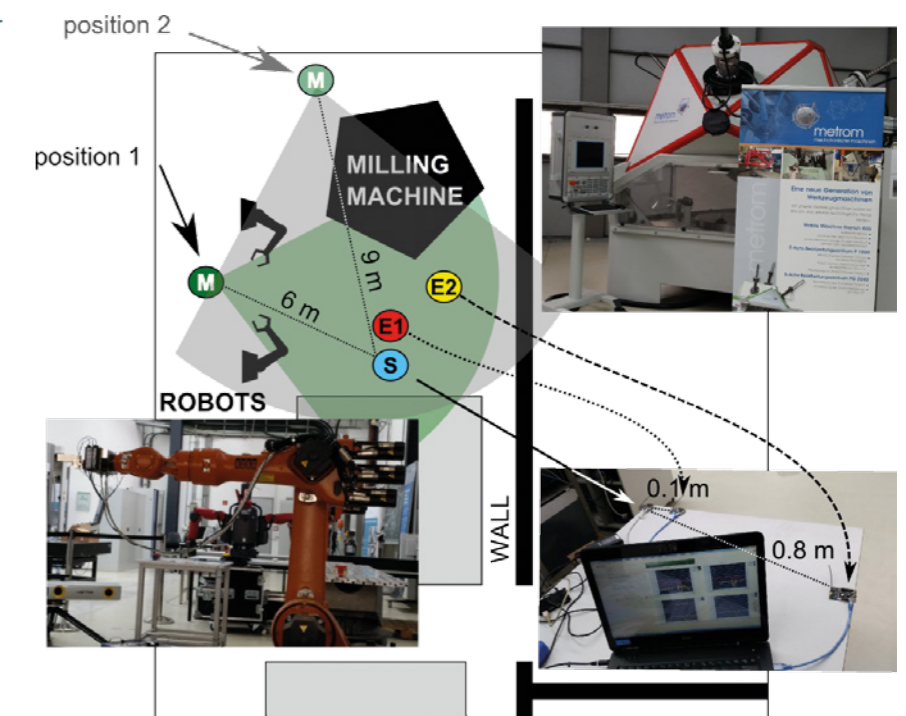 position 2
M
position 1
MILLING
MACHINE
9 m
M
6 m
E2
E1
S
ROBOTS
WALL
metrom
metrom
metrom
Eine neue Generation von
Werkzeugmaschinen
0.1 m
0.8 m